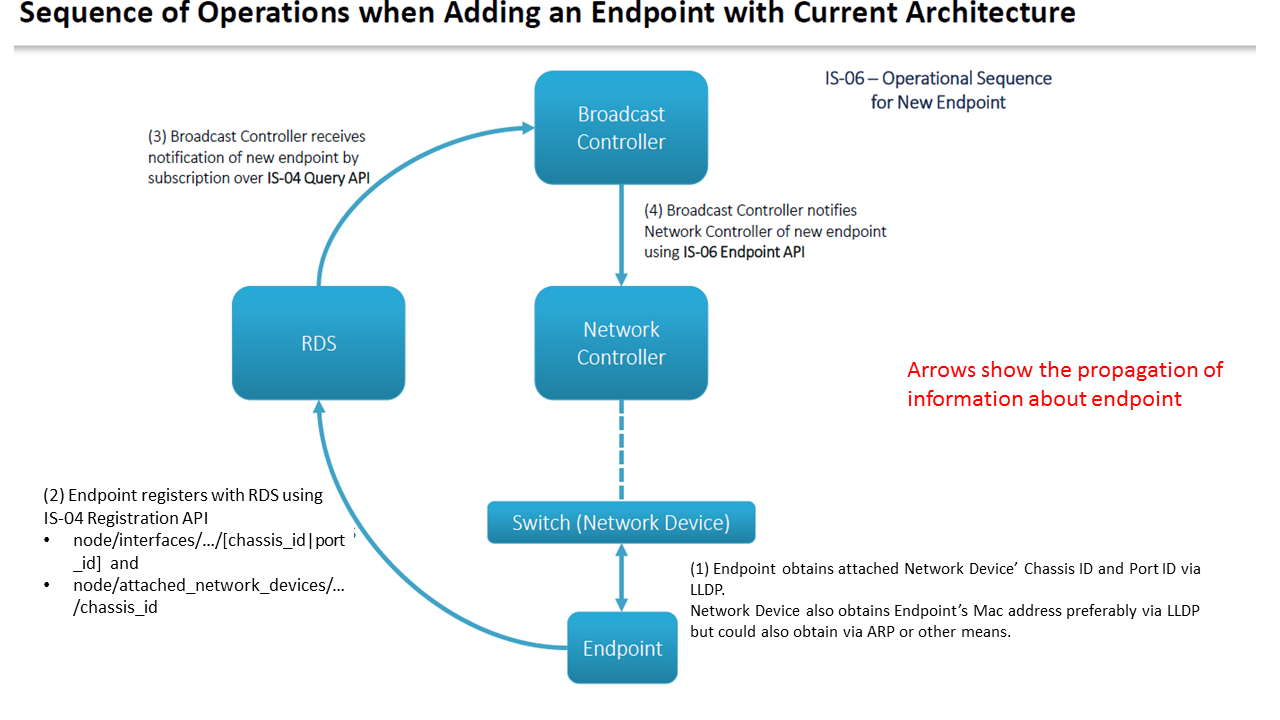 Sequence of Operations when Adding an Endpoint with Current Architecture
IS-06 – Operational Sequence
for New Endpoint
Broadcast
Controller
(3) Broadcast Controller receives
notification of new endpoint by
subscription over IS-04 Query API
(4) Broadcast Controller notifies
Network Controller of new endpoint
using IS-06 Endpoint API
RDS
Network
Controller
Arrows show the propagation of
information about endpoint
(2) Endpoint registers with RDS using
IS-04 Registration API
• node/interfaces/…/[chassis_id|port
_id] and
• node/attached_network_devices/…
/chassis_id
Switch (Network Device)
(1) Endpoint obtains attached Network Device’ Chassis ID and Port ID via
LLDP.
Network Device also obtains Endpoint’s Mac address preferably via LLDP
but could also obtain via ARP or other means.
Endpoint